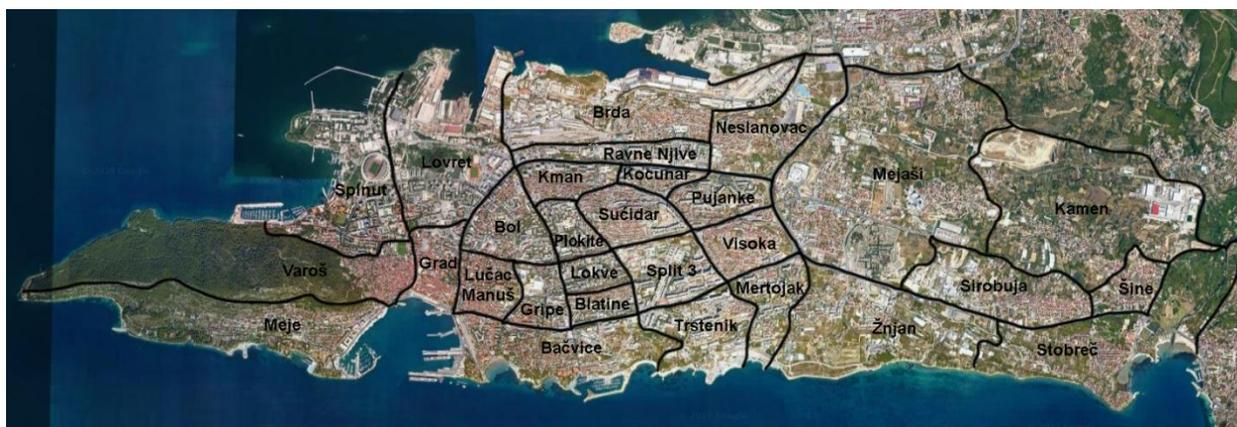 Brda
Neslanovac
Ravne Njive
Lovret
Kocunar
Kman
Mejaši
Spinut
Pujanke
Kamen
Sućidar
Bol
Plokite
Visoka
Grad
Varoš
Lučac
Manuš
Lokve
Split 3
Mertojak
Sirobuja
Šine
Gripe
Blatine
Meje
Trstenik
Žnjan
Bačvice
Stobreč